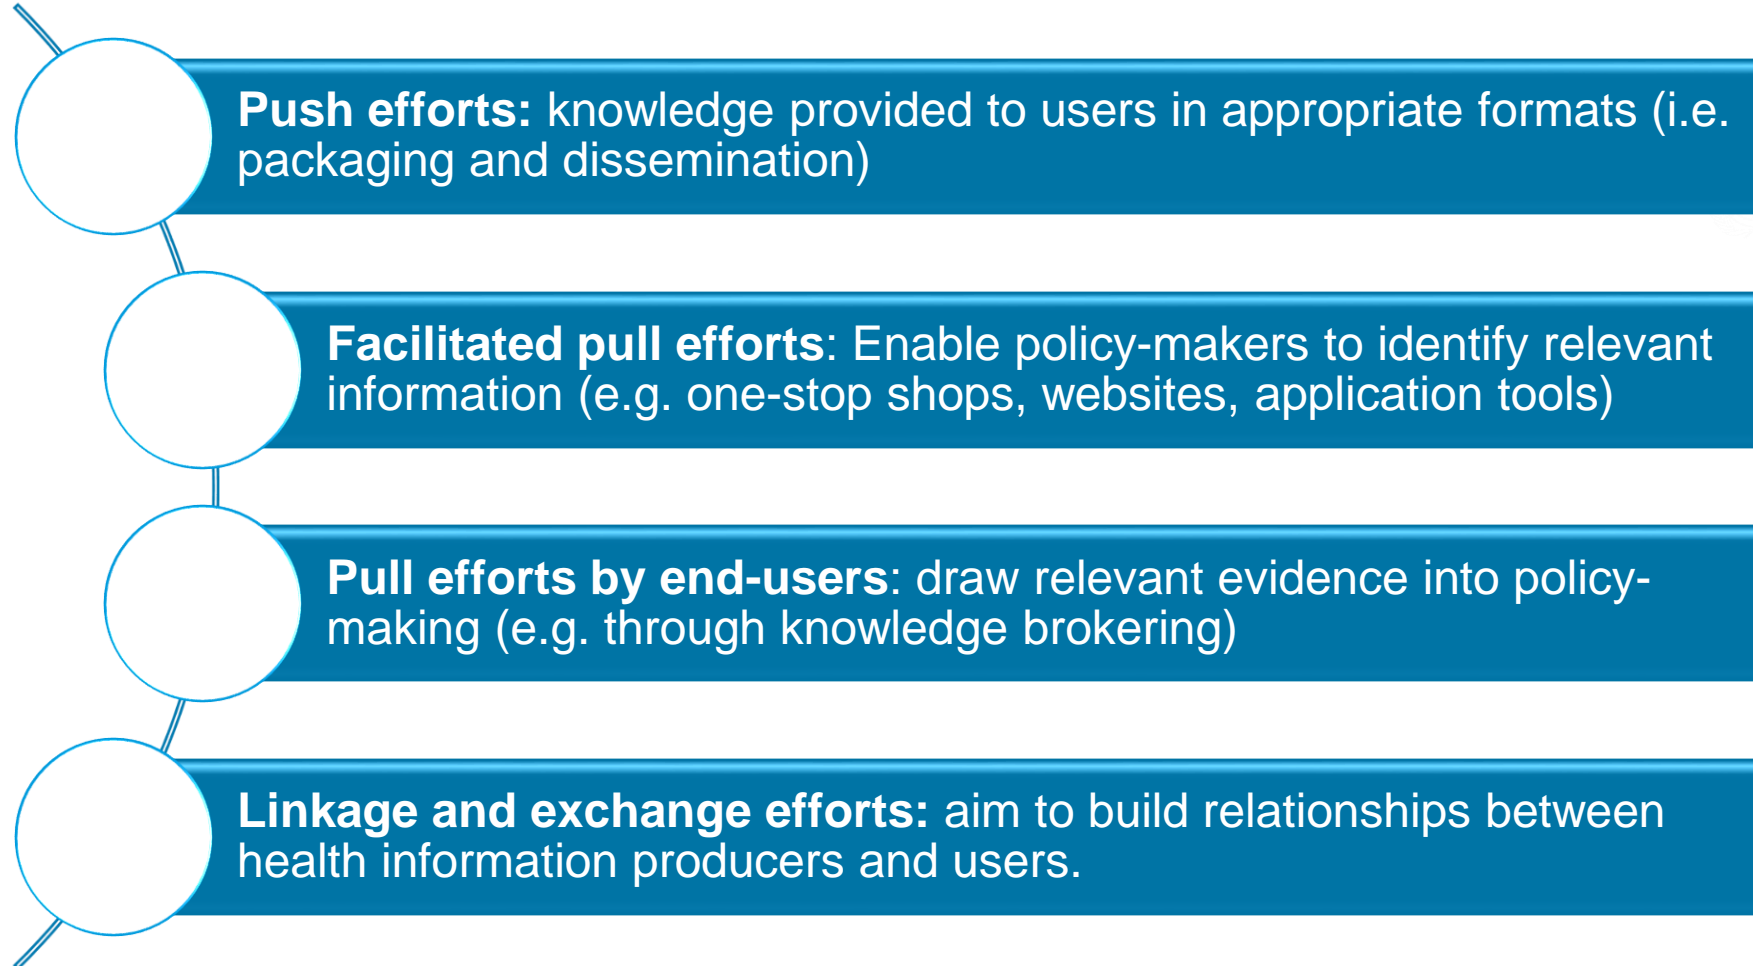 Push efforts: knowledge provided to users in appropriate formats (i.e.
packaging and dissemination)
Facilitated pull efforts: Enable policy-makers to identify relevant
information (e.g. one-stop shops, websites, application tools)
Pull efforts by end-users: draw relevant evidence into policy-
making (e.g. through knowledge brokering)
Linkage and exchange efforts: aim to build relationships between
health information producers and users.